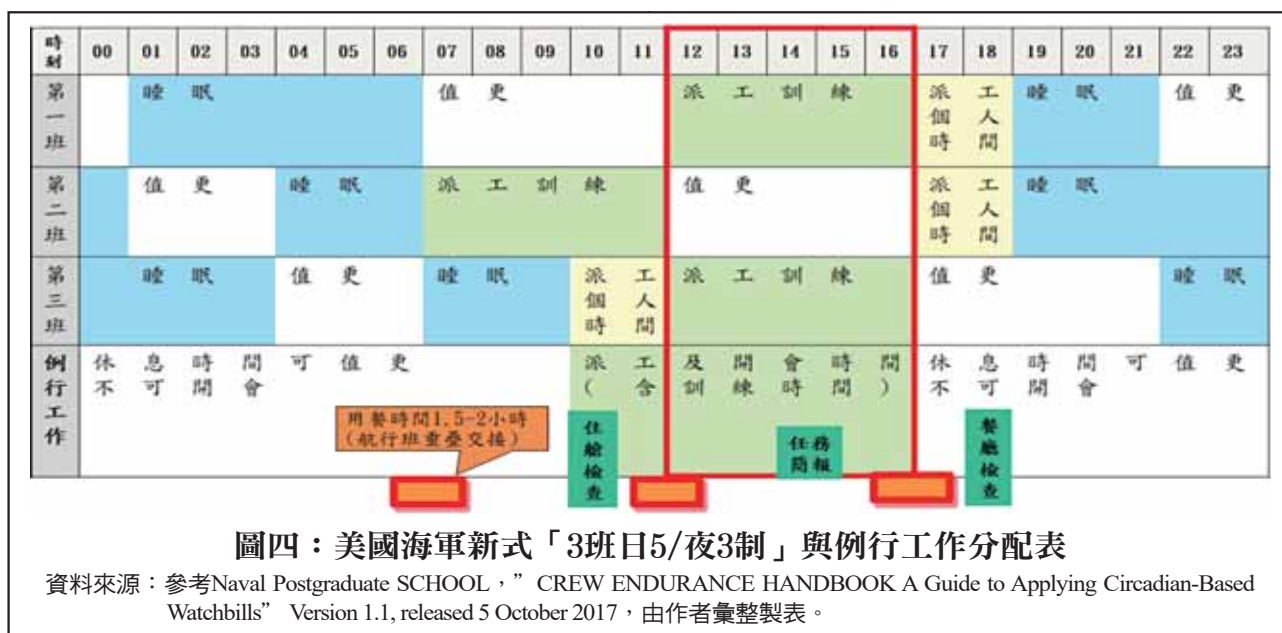 時刻 00 01 02 03 04 05 06 07 08 09 10 11 12 13 14 15 16 17 18 19 20 21 22 23
第一班 睡眠 值更 派工訓練 派工個人時間 睡眠 值更
第二班 值更 睡眠 派工訓練 值更 派工個人時間 睡眠
第三班 睡眠 值更 睡眠 派工個人時間 派工訓練 值更 睡眠
例行工作 休息時間可值更 派工及開會時間 休息時間可值更
不可開會 (含訓練時間) 不可開會
用餐時間1.5-2小時
(航行班重疊交接)
住艙檢查
任務
簡報
餐廳檢查
圖四：美國海軍新式「3班日5/夜3制」與例行工作分配表
資料來源：參考Naval Postgraduate SCHOOL，” CREW ENDURANCE HANDBOOK A Guide to Applying Circadian-Based
Watchbills” Version 1.1, released 5 October 2017，由作者彙整製表。